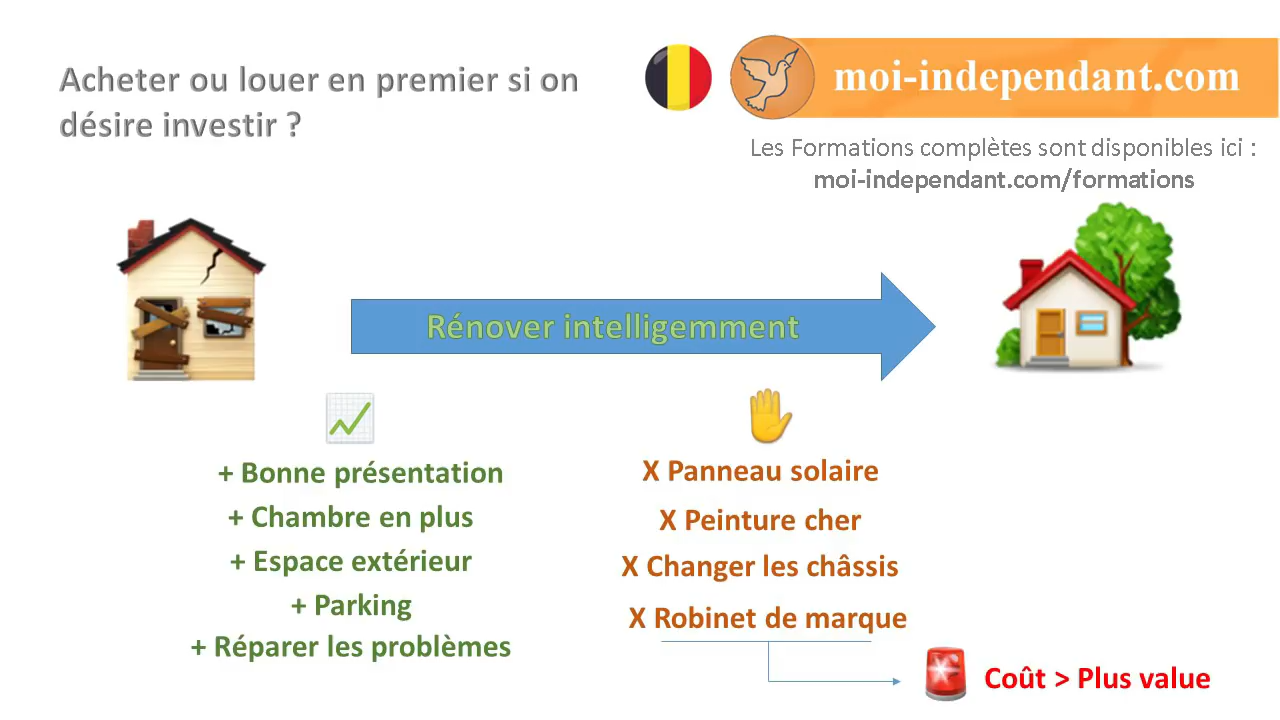 Acheter ou louer en premier si on
désire investir ?
moi-independant.com
Les Formations complètes sont disponibles ici :
moi-independant.com/formations
Rénover intelligemment
+ Bonne présentation
+ Chambre en plus
+ Espace extérieur
+ Parking
+ Réparer les problèmes
X Panneau solaire
X Peinture cher
X Changer les châssis
X Robinet de marque
Coût > Plus value